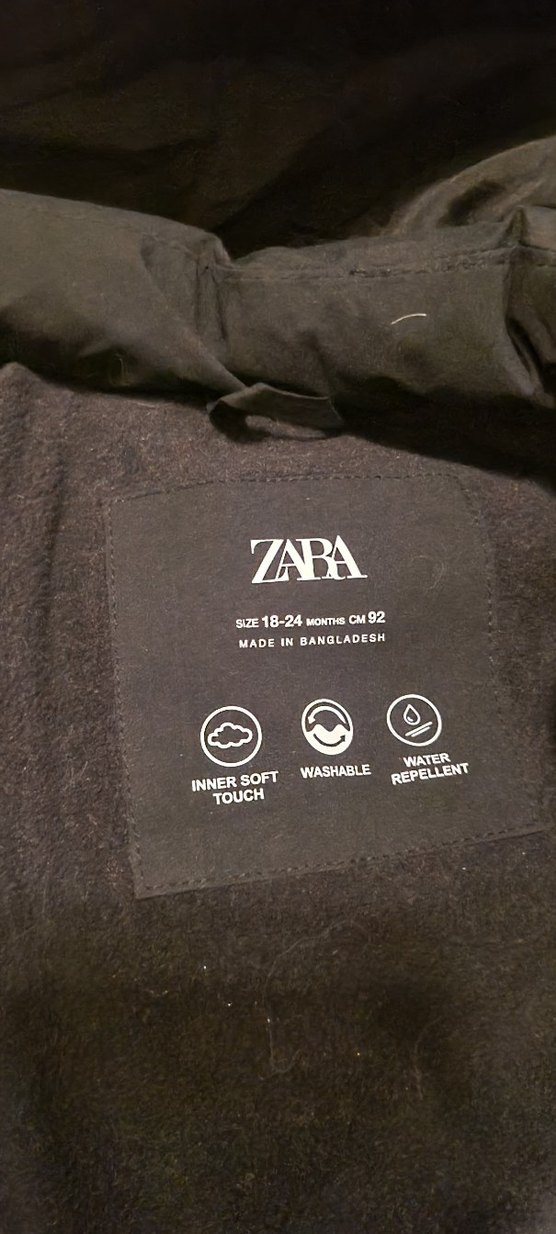 ZARA
SIZE 18-24 MONTHS CM 92
MADE IN BANGLADESH
INNER SOFT
TOUCH
WASHABLE
WATER
REPELLENT